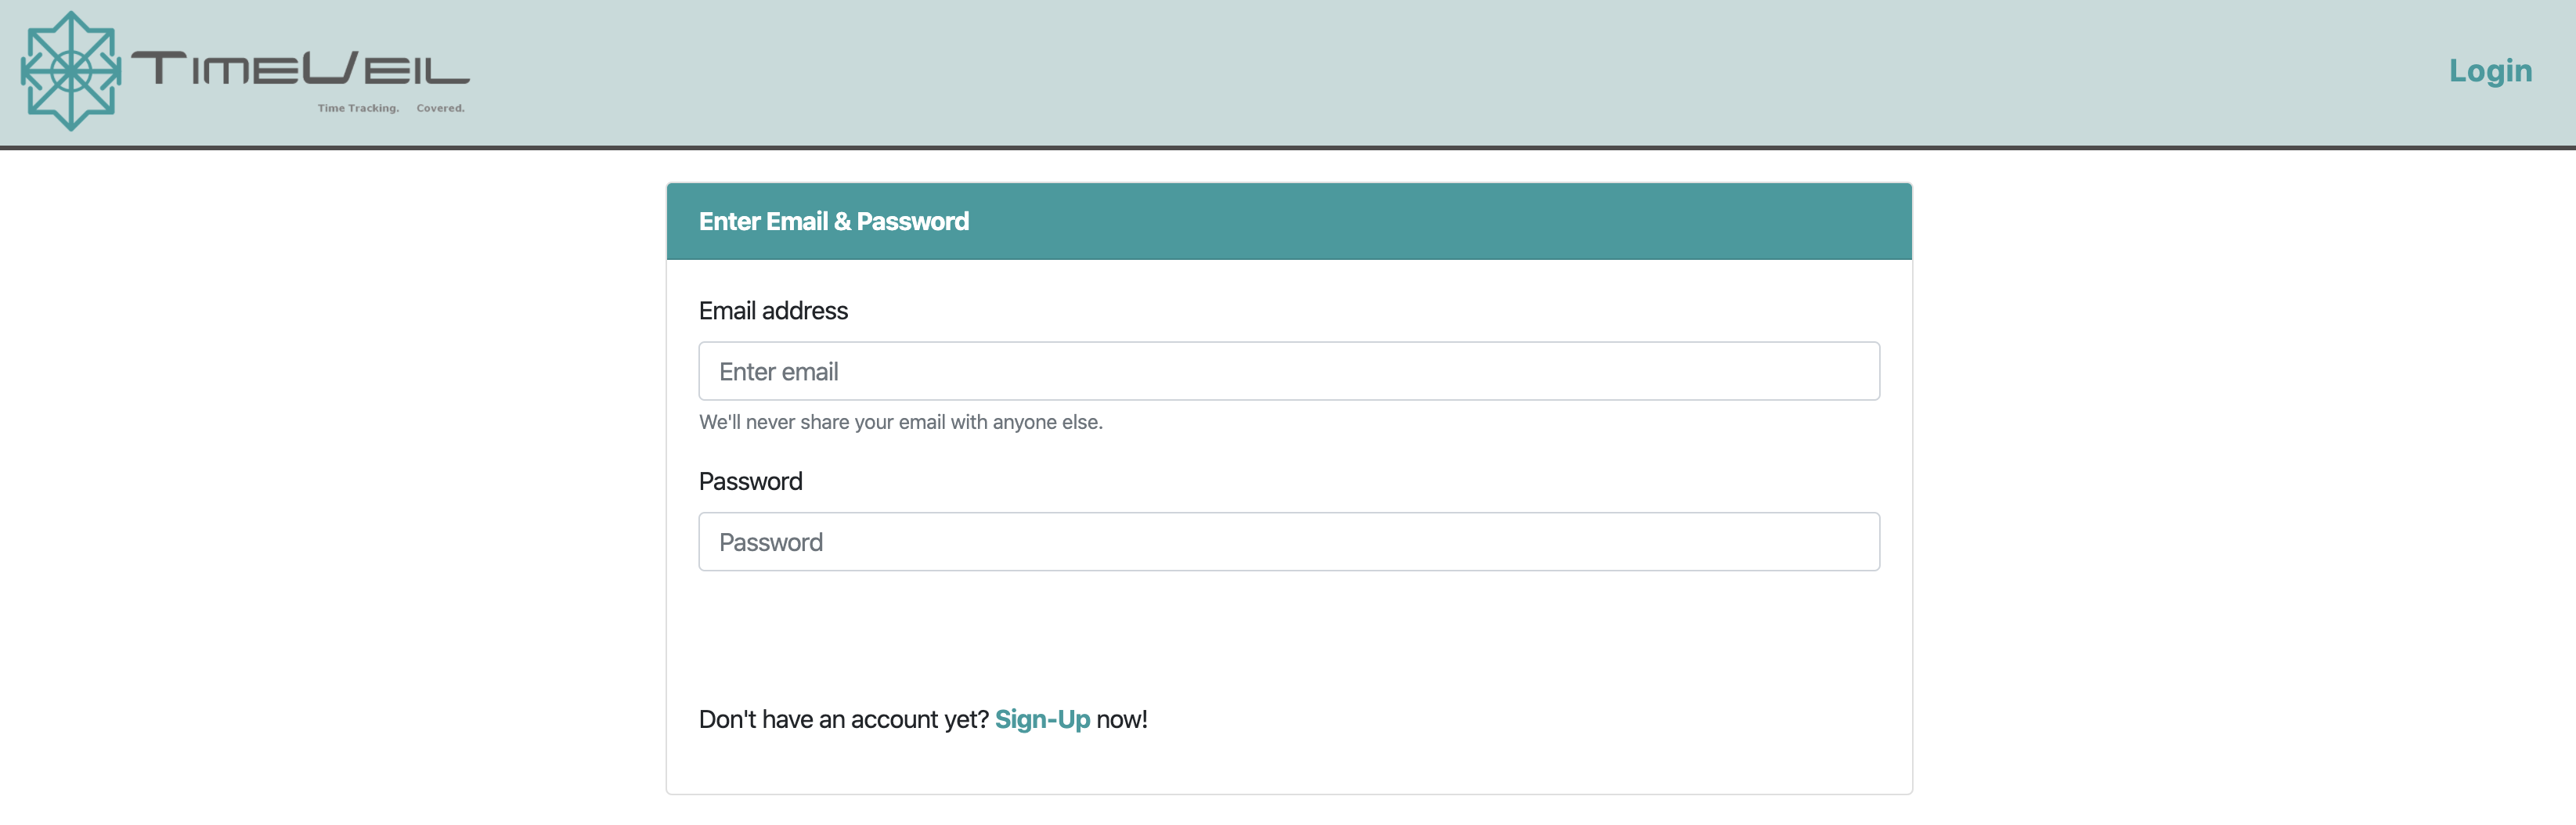 TimeVeil
Time Tracking. Covered.
Login
Enter Email & Password
Email address
Enter email
We'll never share your email with anyone else.
Password
Password
Don't have an account yet? Sign-Up now!